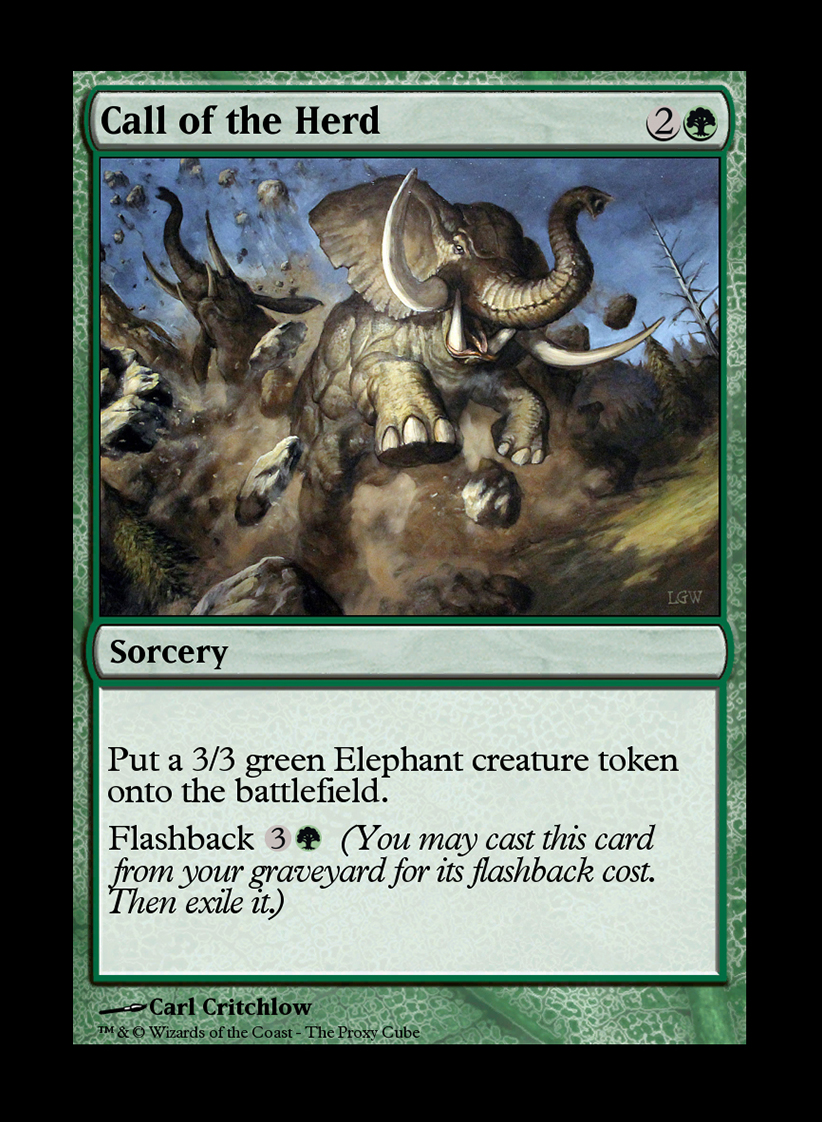 Call of the Herd 2
LGW
Sorcery
Put a 3/3 green Elephant creature token
onto the battlefield.
Flashback 3 (You may cast this card
from your graveyard for its flashback cost.
Then exile it.)
Carl Critchlow
™ & © Wizards of the Coast - The Proxy Cube